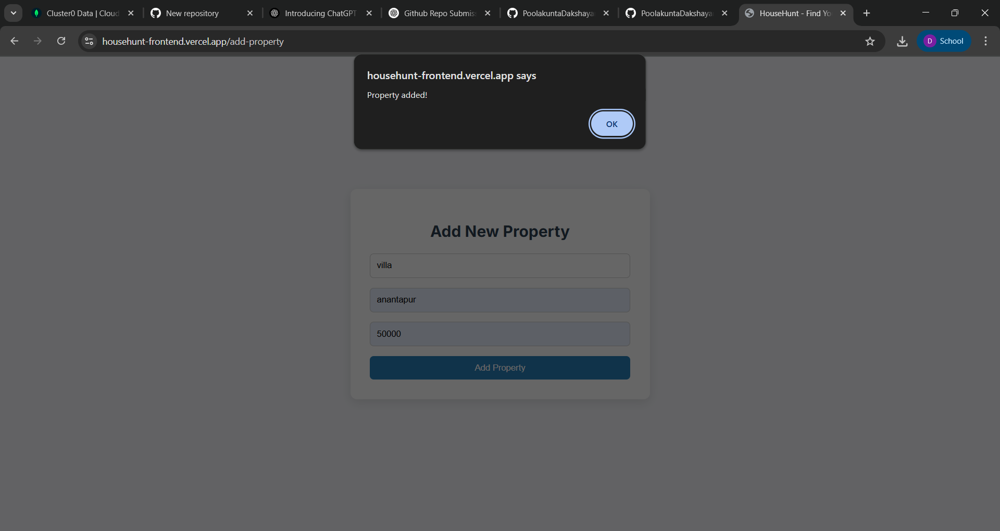 Cluster0 Data | Cloud
New repository
Introducing ChatGPT
Github Repo Submiss
PoolakuntaDakshaya
PoolakuntaDakshaya
HouseHunt - Find Yo
househunt-frontend.vercel.app/add-property
D School
househunt-frontend.vercel.app says
Property added!
OK
Add New Property
villa
anantapur
50000
Add Property